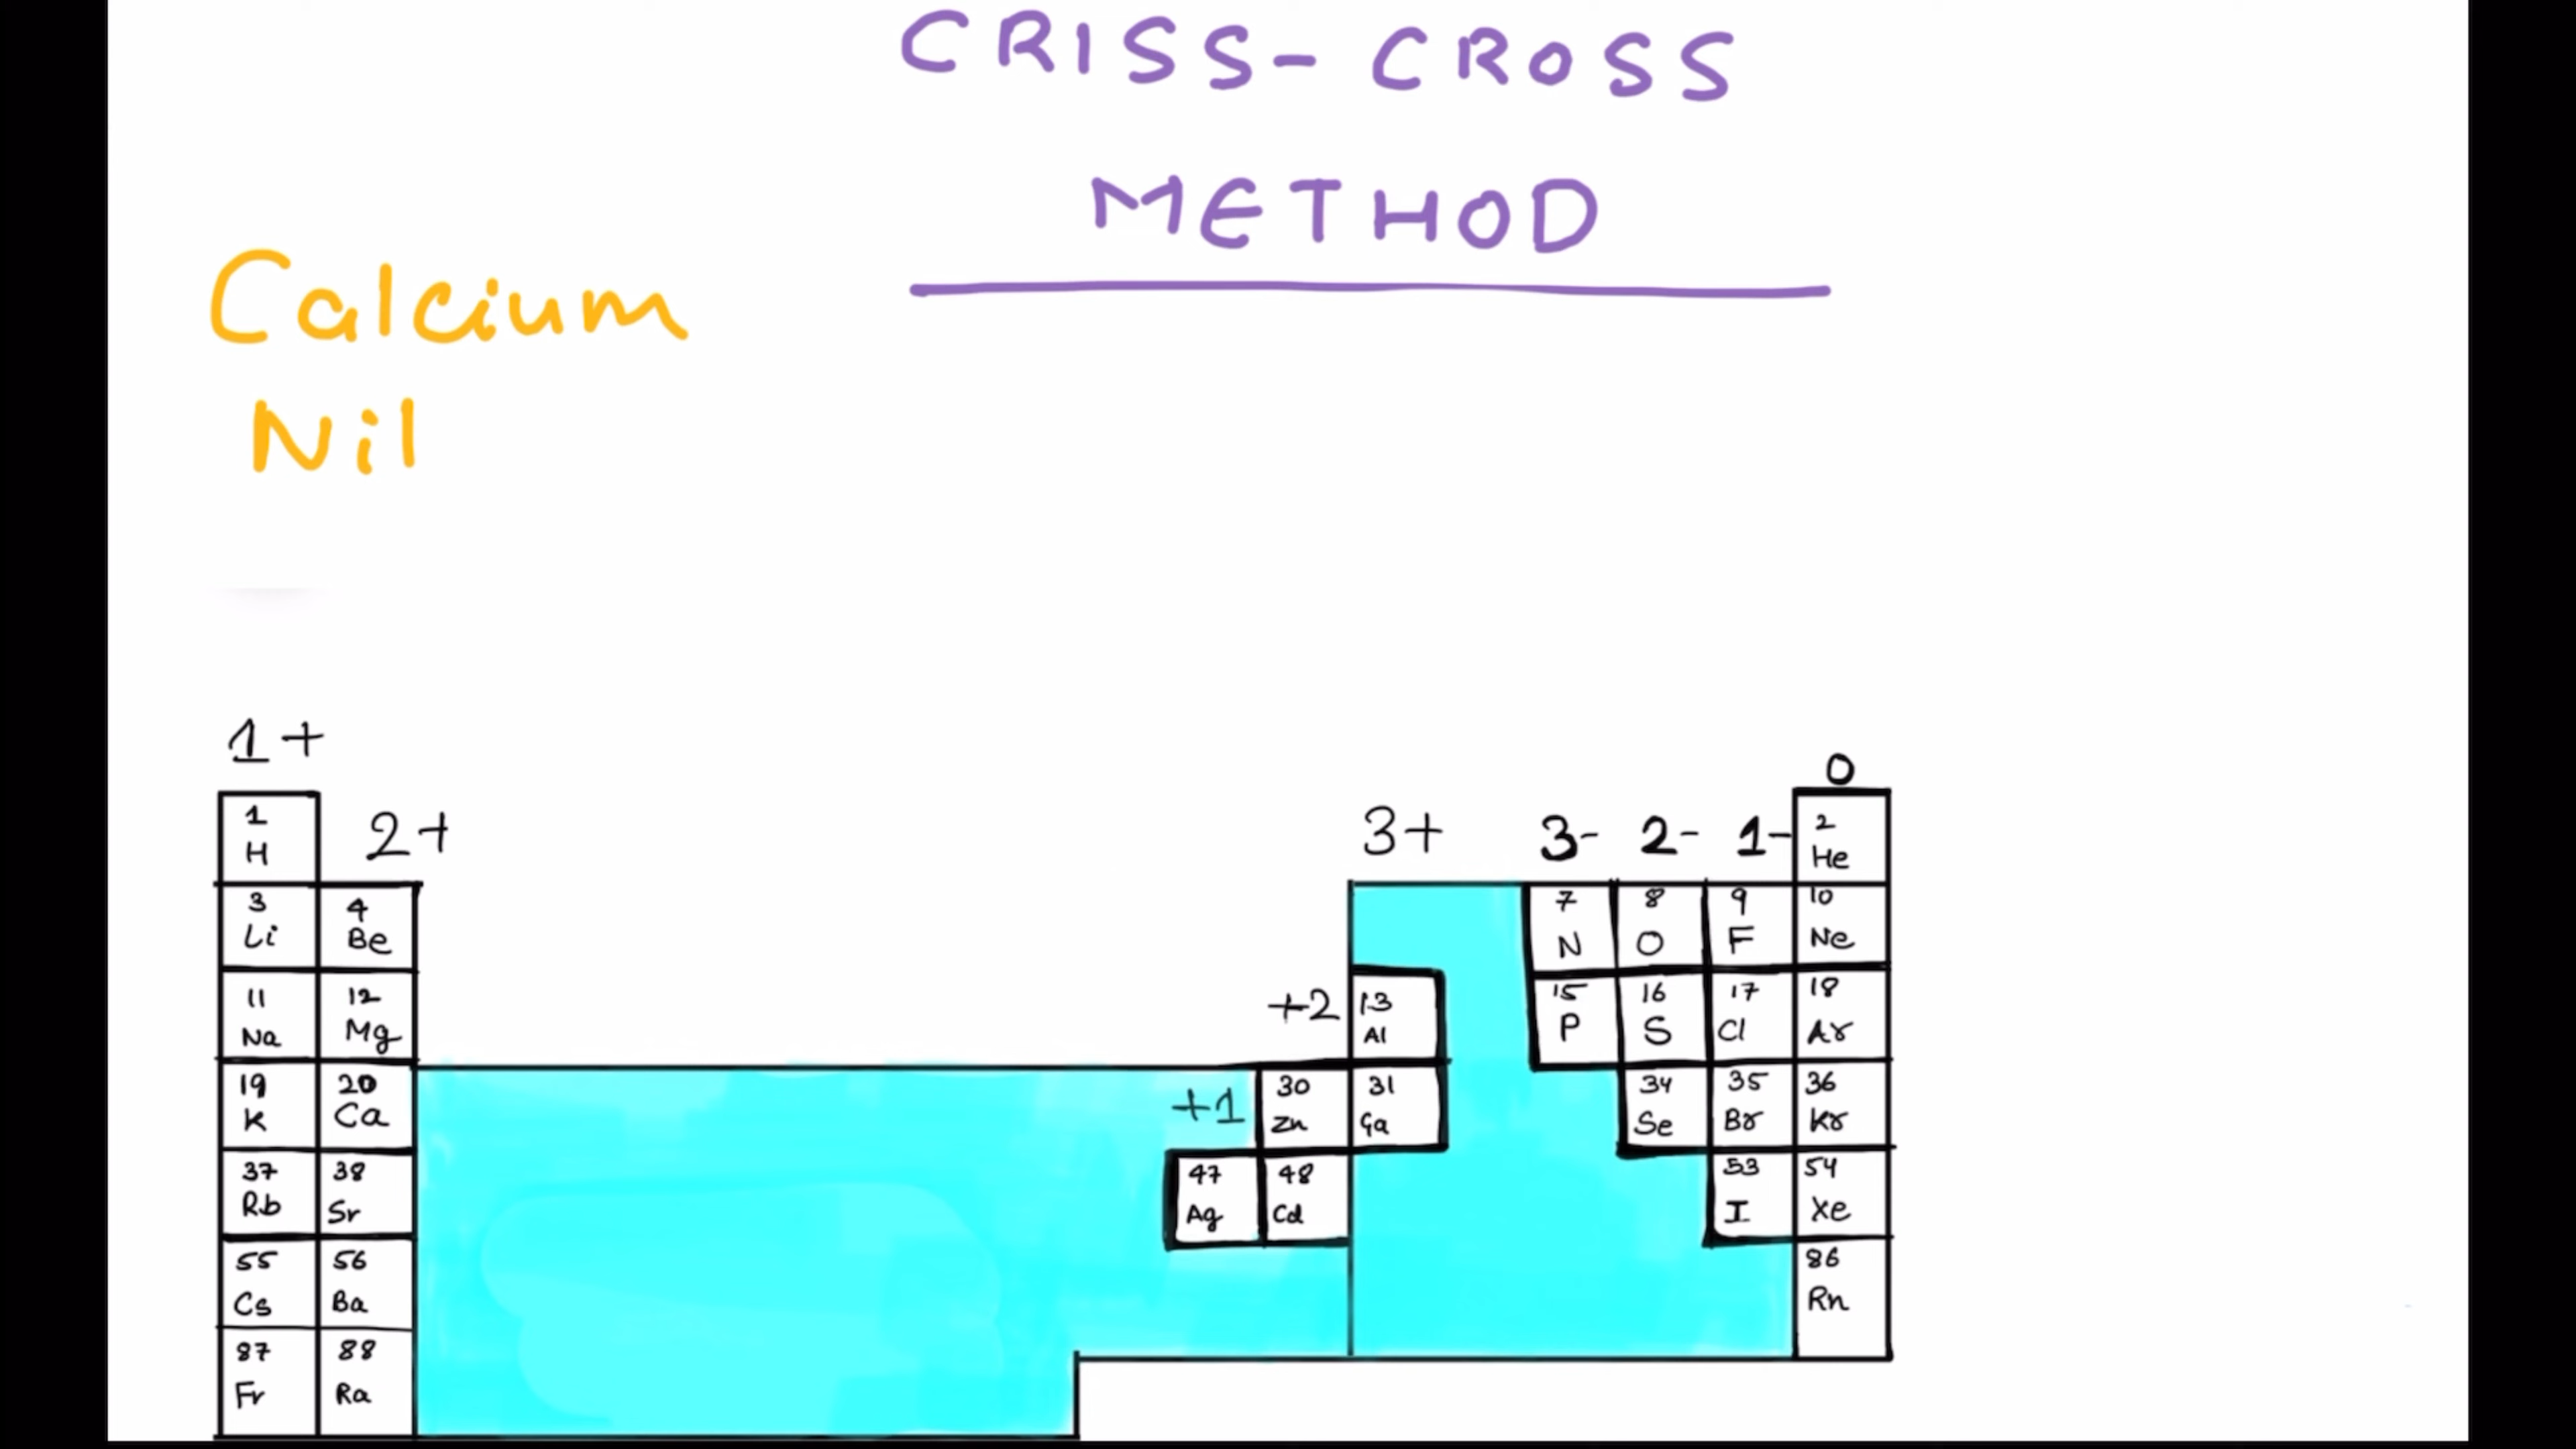 CRISS-CROSS
METHOD
Calcium
Nil
1+
0
2+
3+ 3- 2- 1-
1 H
2 He
3 Li
4 Be
7 N
8 O
9 F
10 Ne
11 Na
12 Mg
+2
13 Al
15 P
16 S
17 Cl
18 Ar
19 K
20 Ca
+1
30 Zn
31 Ga
34 Se
35 Br
36 Kr
37 Rb
38 Sr
47 Ag
48 Cd
53 I
54 Xe
55 Cs
56 Ba
86 Rn
87 Fr
88 Ra